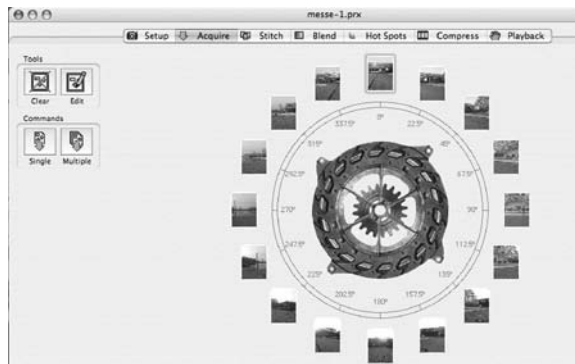 messe-1.prx
Setup Acquire Stitch Blend Hot Spots Compress Playback
Tools
Clear Edit
Commands
Single Multiple
0°
337.5° 22.5°
315° 45°
292.5° 67.5°
270° 90°
247.5° 112.5°
225° 135°
202.5° 157.5°
180°